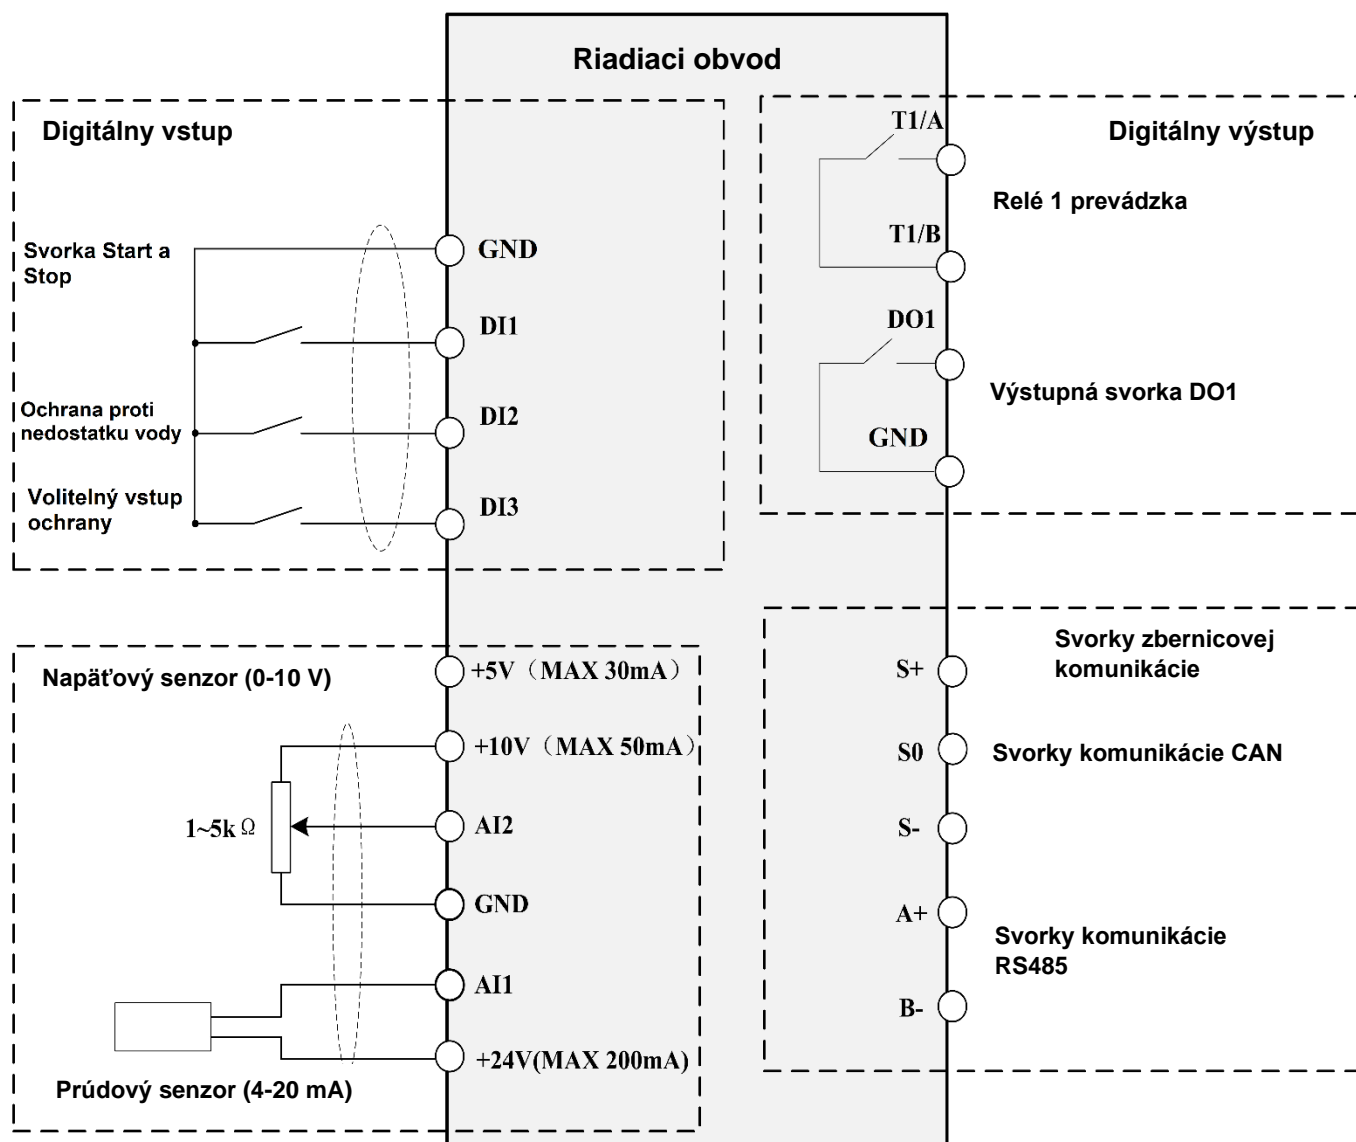 Riadiaci obvod
Digitálny vstup
Svorka Start a
Stop
GND
DI1
Ochrana proti
nedostatku vody
DI2
Volitelný vstup
ochrany
DI3
Digitálny výstup
T1/A
Relé 1 prevádzka
T1/B
DO1
Výstupná svorka DO1
GND
Napäťový senzor (0-10 V)
+5V（MAX 30mA）
+10V（MAX 50mA）
1~5k Ω
AI2
GND
AI1
+24V(MAX 200mA)
Prúdový senzor (4-20 mA)
Svorky zbernicovej
komunikácie
S+
S0
Svorky komunikácie CAN
S-
A+
Svorky komunikácie
RS485
B-